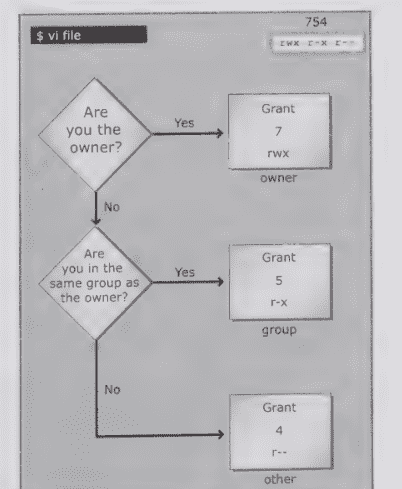 754
$ vi file
rwx r-x r--
Are
you the
owner?
Yes
Grant
7
rwx
owner
No
Are
you in the
same group as
the owner?
Yes
Grant
5
r-x
group
No
Grant
4
r--
other